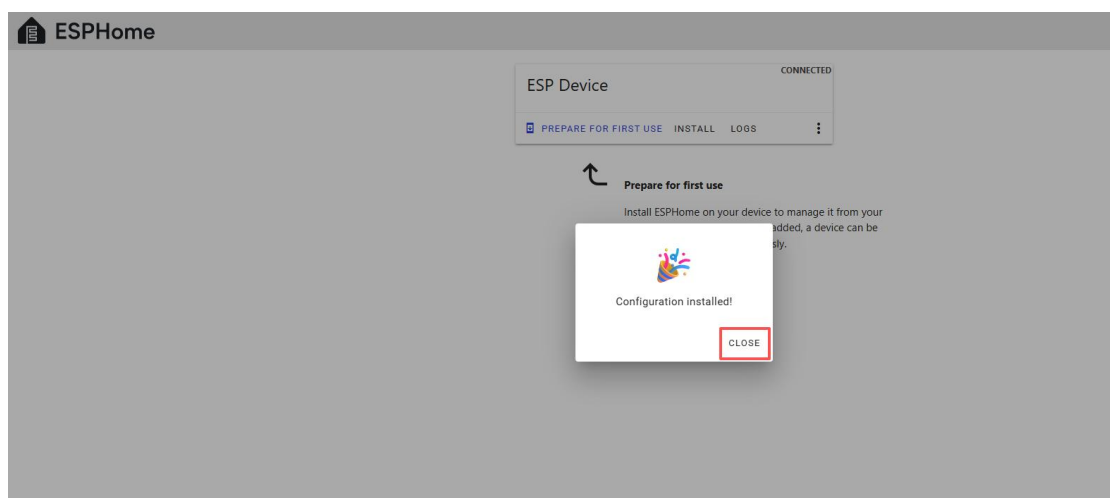 ESPHome
CONNECTED
ESP Device
PREPARE FOR FIRST USE INSTALL LOGS
Prepare for first use
Install ESPHome on your device to manage it from your
added, a device can be
sly.
Configuration installed!
CLOSE